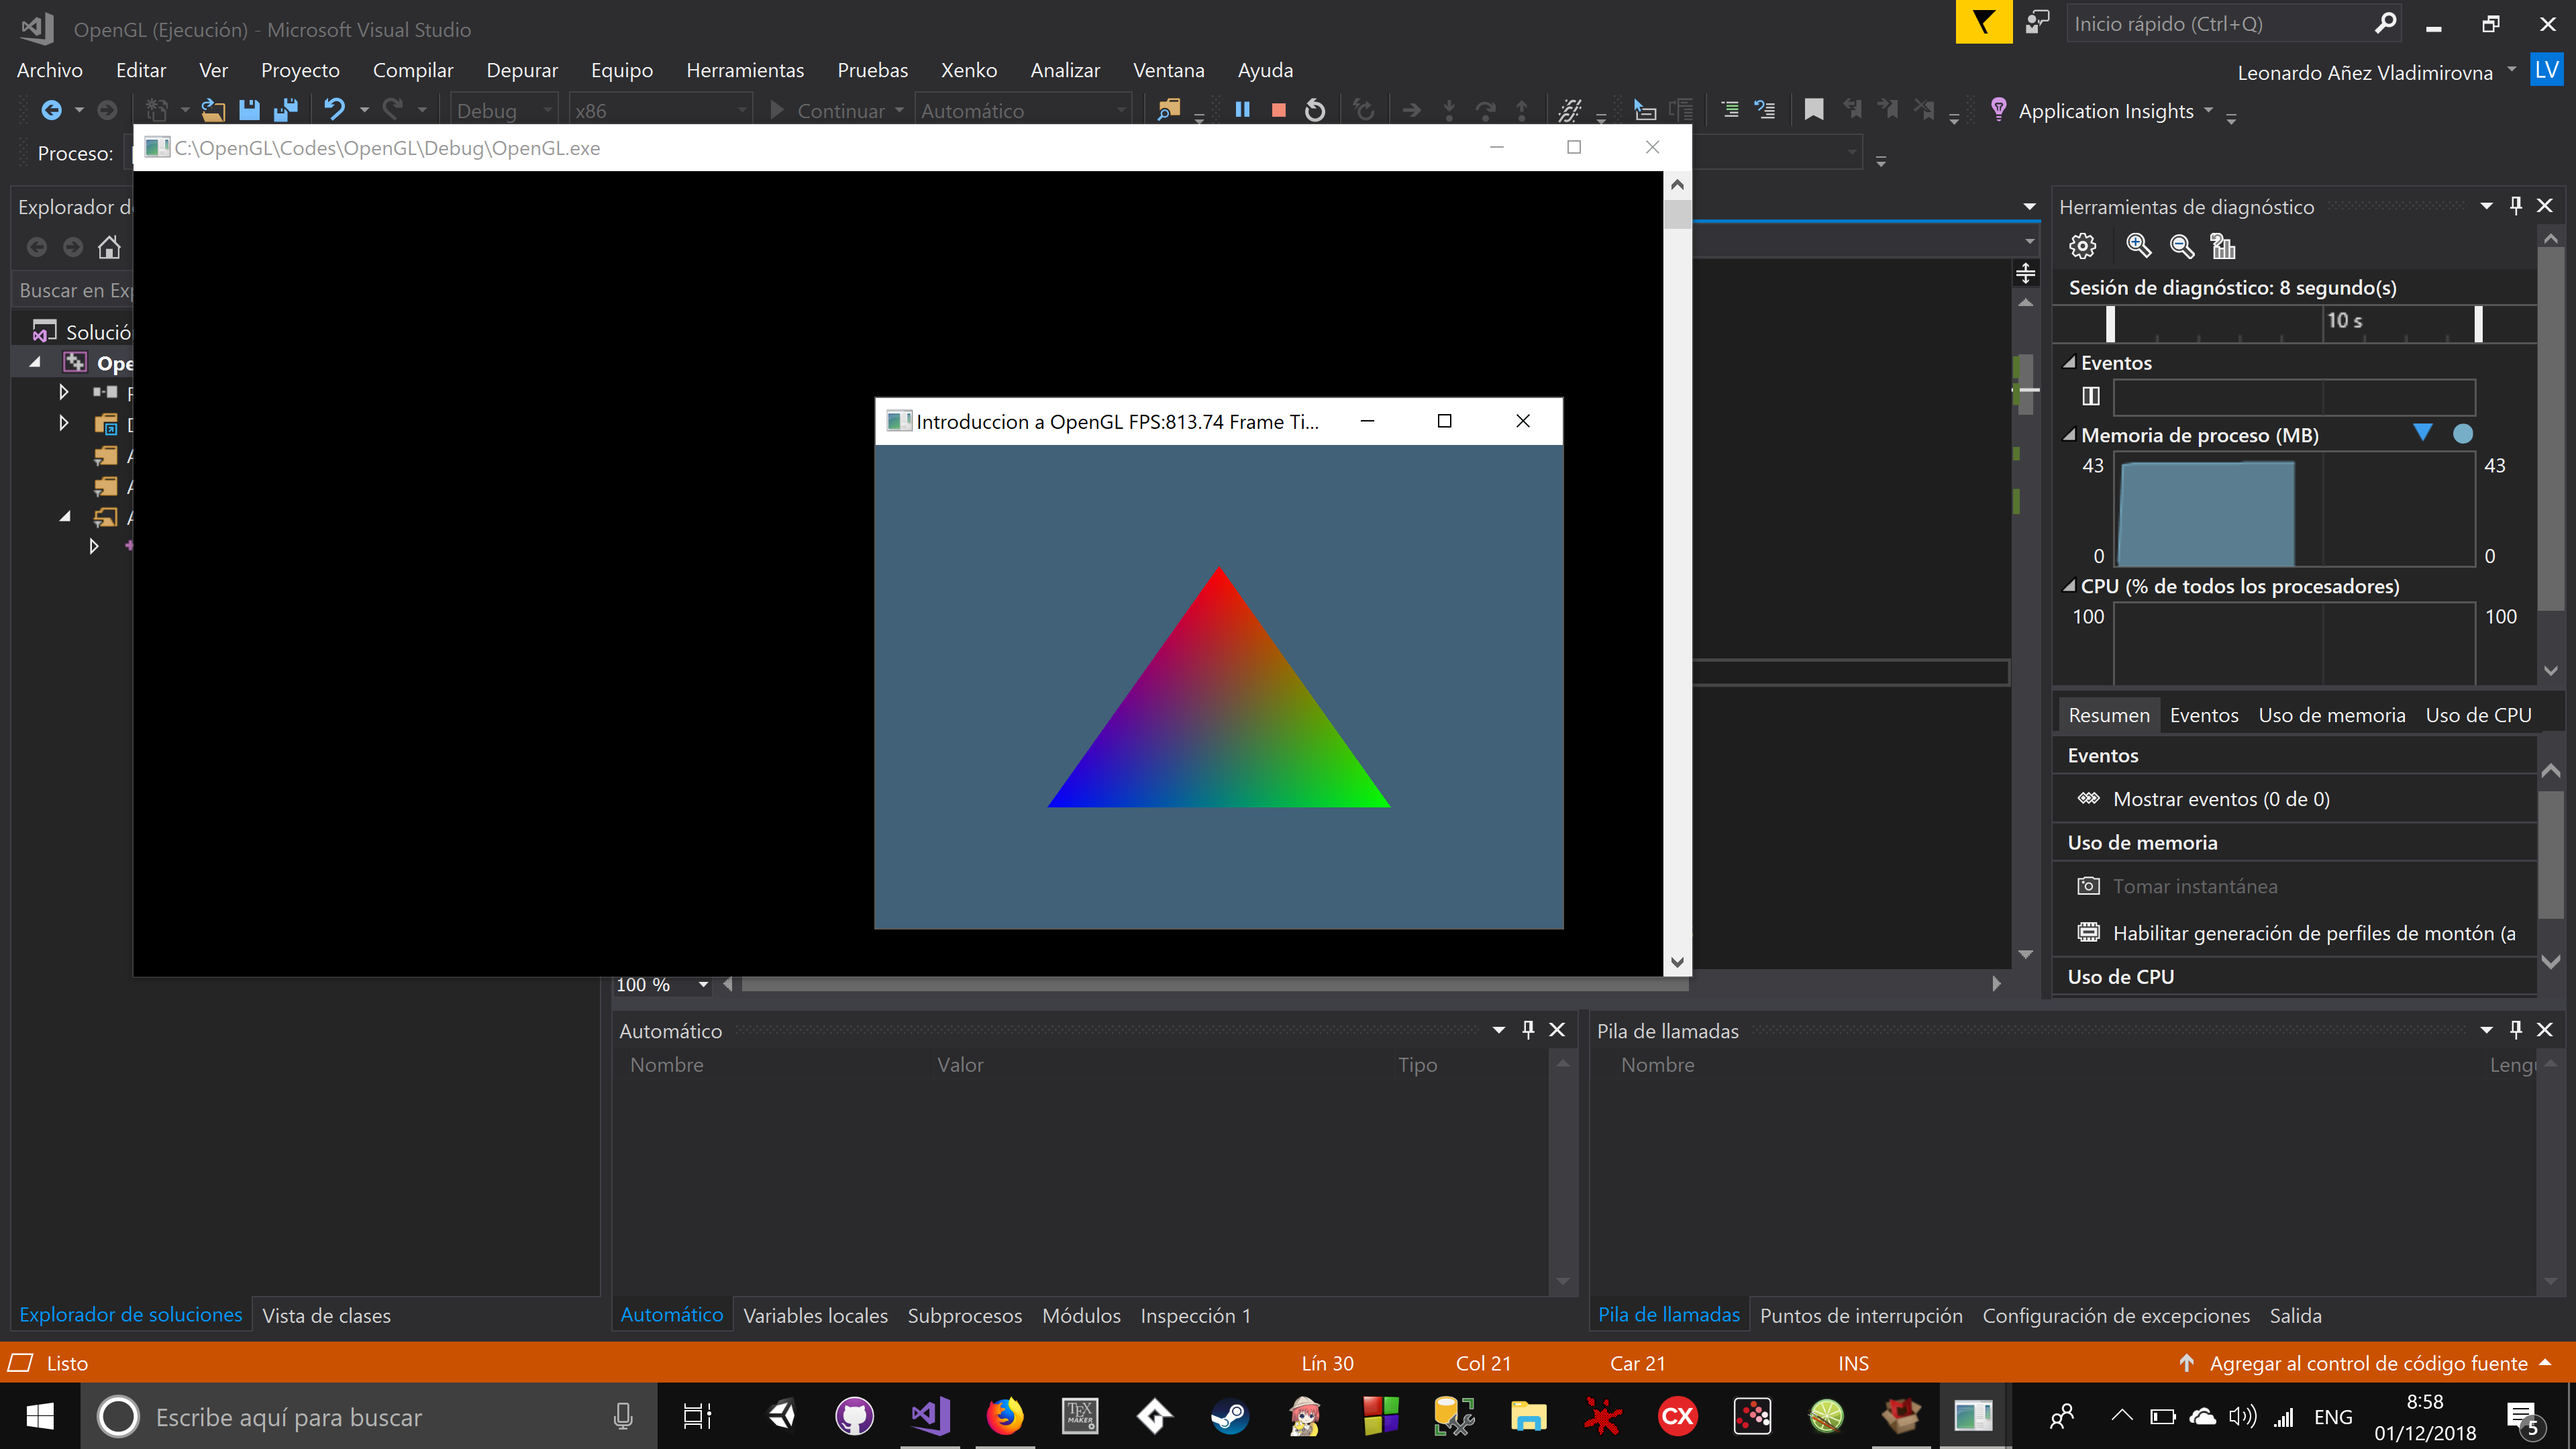 OpenGL (Ejecución) - Microsoft Visual Studio
Inicio rápido (Ctrl+Q)
Archivo Editar Ver Proyecto Compilar Depurar Equipo Herramientas Pruebas Xenko Analizar Ventana Ayuda
Leonardo Añez Vladimirovna LV
Debug x86 Continuar Automático Application Insights
Proceso:
C:\OpenGL\Codes\OpenGL\Debug\OpenGL.exe
Explorador d
Buscar en Ex
Solució
Ope
Introduccion a OpenGL FPS:813.74 Frame Ti...
Herramientas de diagnóstico
Sesión de diagnóstico: 8 segundo(s)
10 s
Eventos
Memoria de proceso (MB)
43 43
0 0
CPU (% de todos los procesadores)
100 100
Resumen Eventos Uso de memoria Uso de CPU
Eventos
Mostrar eventos (0 de 0)
Uso de memoria
Tomar instantánea
Habilitar generación de perfiles de montón (a
Uso de CPU
100 %
Automático
Nombre Valor Tipo
Pila de llamadas
Nombre Leng
Explorador de soluciones Vista de clases
Automático Variables locales Subprocesos Módulos Inspección 1
Pila de llamadas Puntos de interrupción Configuración de excepciones Salida
Listo Lín 30 Col 21 Car 21 INS Agregar al control de código fuente
Escribe aquí para buscar
TEX
MAKER
CX
ENG
8:58
01/12/2018
5